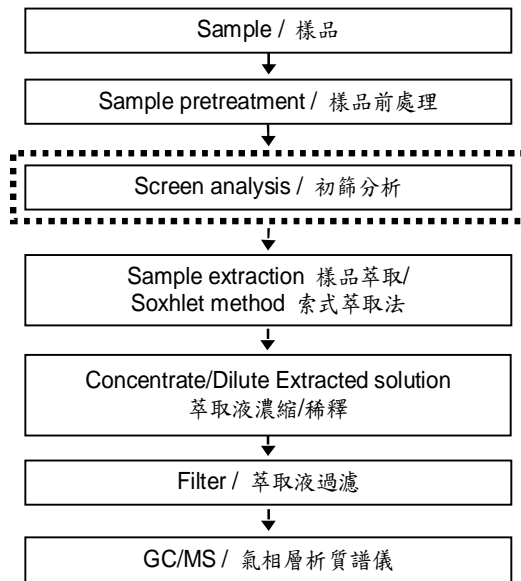 Sample / 樣品
Sample pretreatment / 樣品前處理
Screen analysis / 初篩分析
Sample extraction 樣品萃取/
Soxhlet method 索式萃取法
Concentrate/Dilute Extracted solution
萃取液濃縮/稀釋
Filter / 萃取液過濾
GC/MS / 氣相層析質譜儀